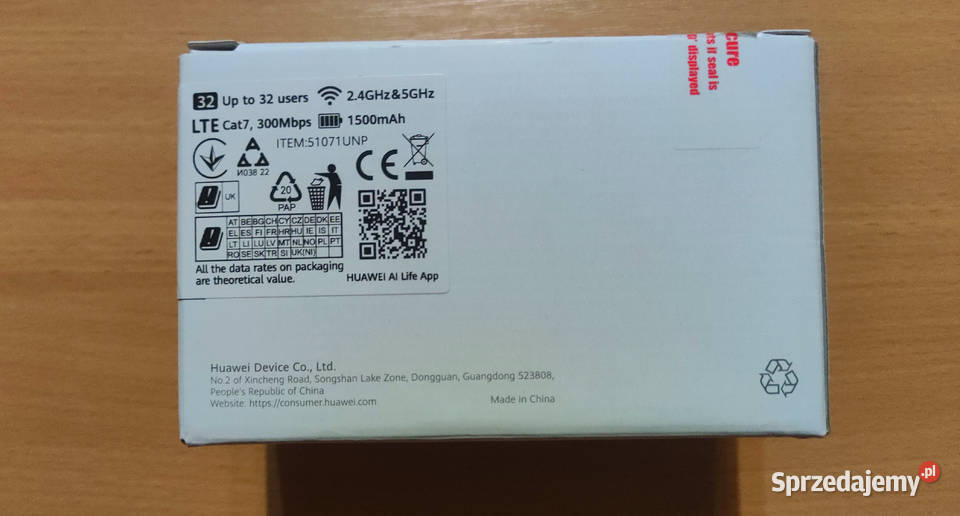 32 Up to 32 users 2.4GHz&5GHz
LTE Cat7, 300Mbps 1500mAh
ITEM:51071UNP
И038 22
CE
UK
20
PAP
AT BE BG CH CY CZ DE DK EE
EL ES FI FR HR HU IE IS IT
LT LI LU LV MT NL NO PL PT
RO SE SK TR SI UK(NI)
All the data rates on packaging
are theoretical value.
HUAWEI AI Life App
cure
ts if seal is
displayed
Huawei Device Co., Ltd.
No.2 of Xincheng Road, Songshan Lake Zone, Dongguan, Guangdong 523808,
People's Republic of China
Website: https://consumer.huawei.com
Made in China
Sprzedajemy.pl